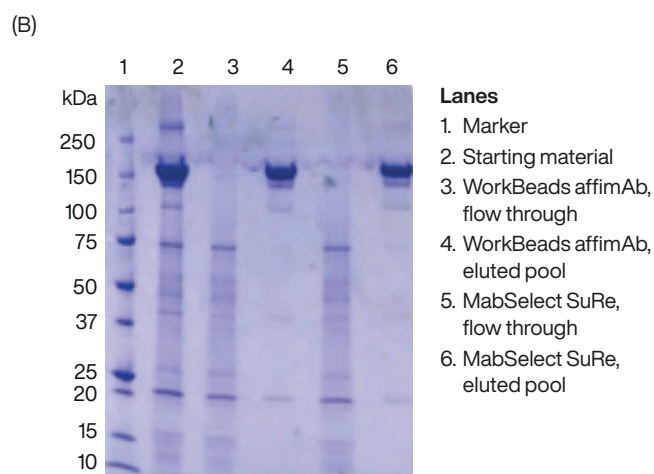 (B)
1 2 3 4 5 6
kDa
250
150
100
75
50
37
25
20
15
10
Lanes
1. Marker
2. Starting material
3. WorkBeads affimAb,
flow through
4. WorkBeads affimAb,
eluted pool
5. MabSelect SuRe,
flow through
6. MabSelect SuRe,
eluted pool